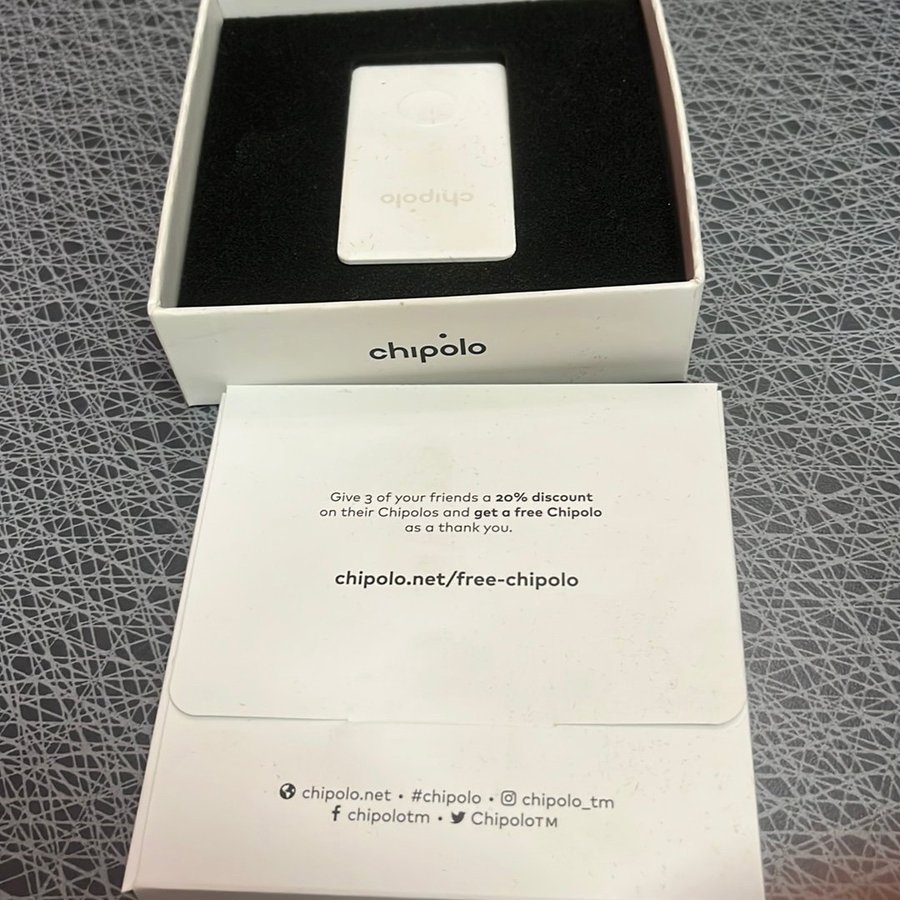 chipolo
chipolo
Give 3 of your friends a 20% discount
on their Chipolos and get a free Chipolo
as a thank you.
chipolo.net/free-chipolo
chipolo.net • #chipolo • chipolo_tm
chipolotm • ChipoloTM